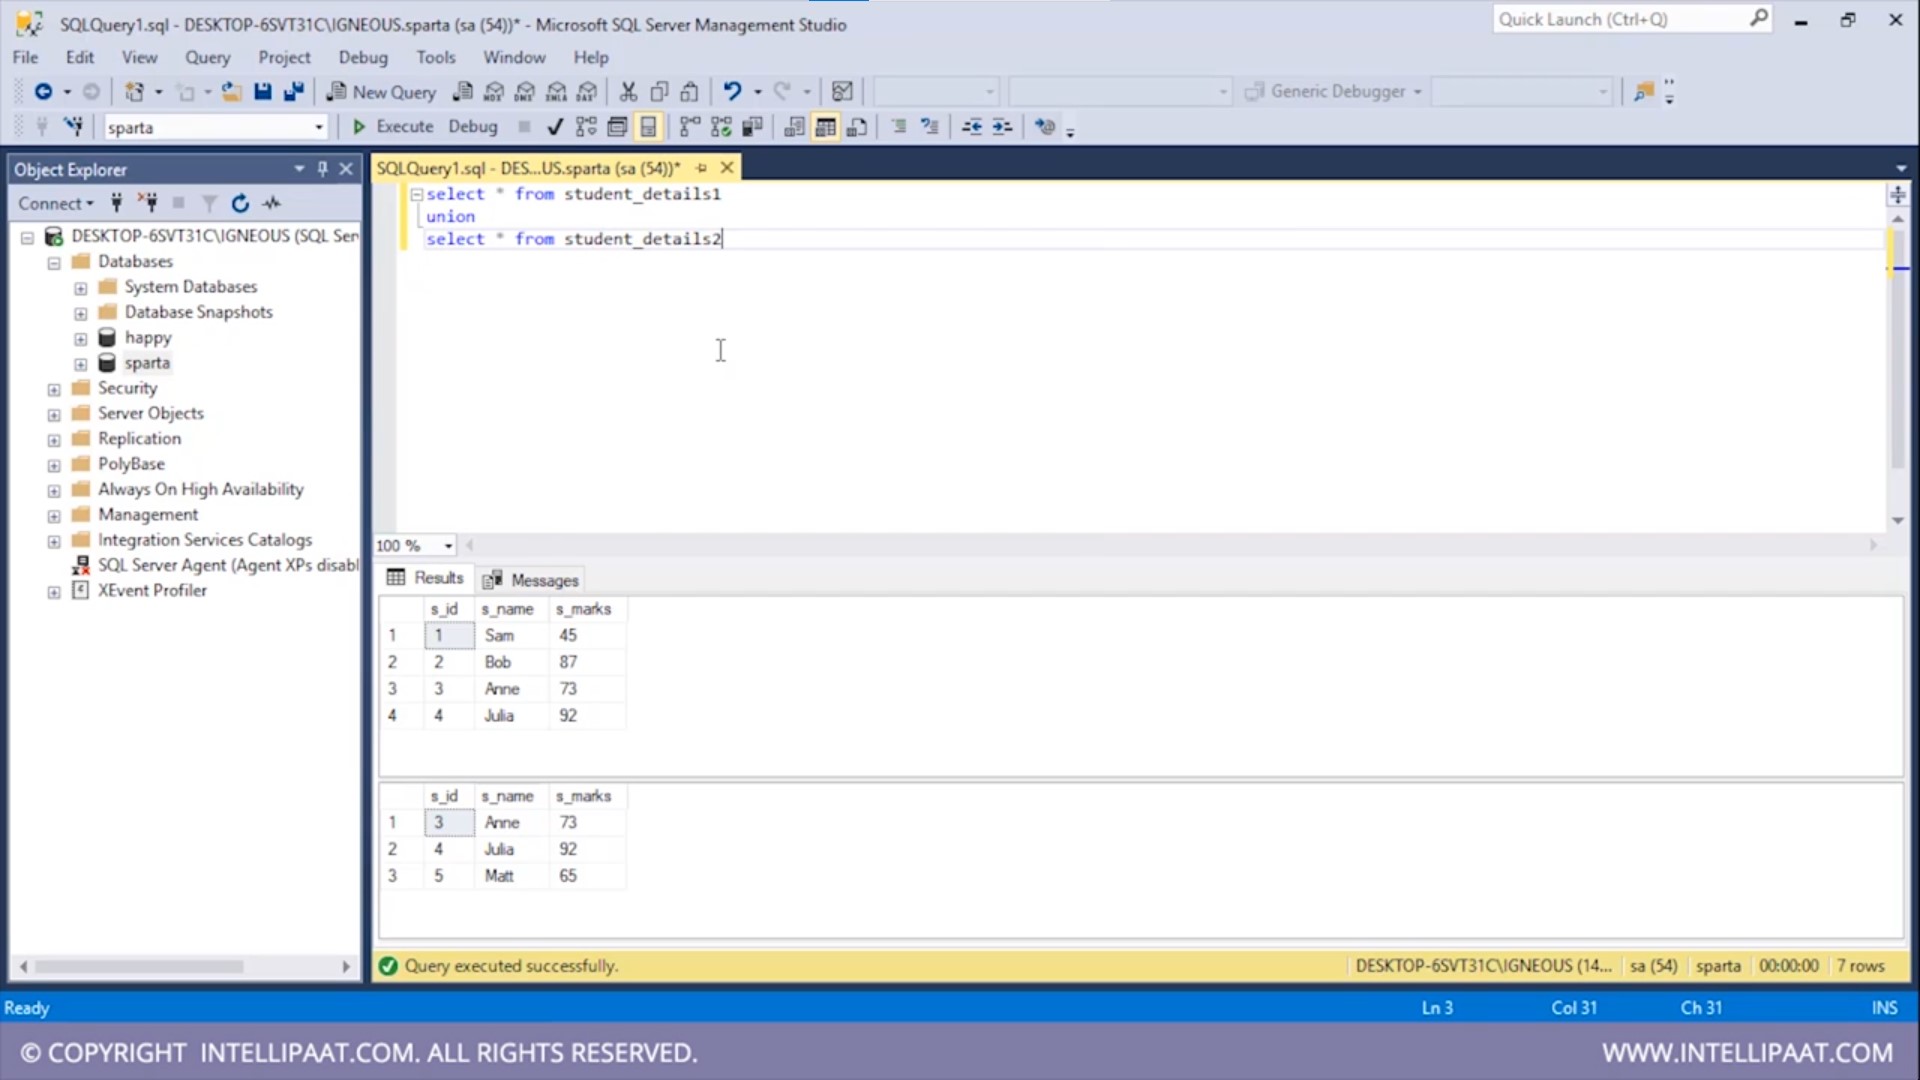 SQLQuery1.sql - DESKTOP-6SVT31C\IGNEOUS.sparta (sa (54))* - Microsoft SQL Server Management Studio
Quick Launch (Ctrl+Q)
File Edit View Query Project Debug Tools Window Help
New Query MDX DMX XMLA DAX Generic Debugger
sparta Execute Debug
Object Explorer
SQLQuery1.sql - DES...US.sparta (sa (54))*
Connect
DESKTOP-6SVT31C\IGNEOUS (SQL Ser
Databases
System Databases
Database Snapshots
happy
sparta
Security
Server Objects
Replication
PolyBase
Always On High Availability
Management
Integration Services Catalogs
SQL Server Agent (Agent XPs disabl
XEvent Profiler
select * from student_details1
union
select * from student_details2
100 %
Results Messages
s_id s_name s_marks
1 1 Sam 45
2 2 Bob 87
3 3 Anne 73
4 4 Julia 92
s_id s_name s_marks
1 3 Anne 73
2 4 Julia 92
3 5 Matt 65
Query executed successfully. DESKTOP-6SVT31C\IGNEOUS (14... sa (54) sparta 00:00:00 7 rows
Ready Ln 3 Col 31 Ch 31 INS
© COPYRIGHT INTELLIPAAT.COM. ALL RIGHTS RESERVED. WWW.INTELLIPAAT.COM